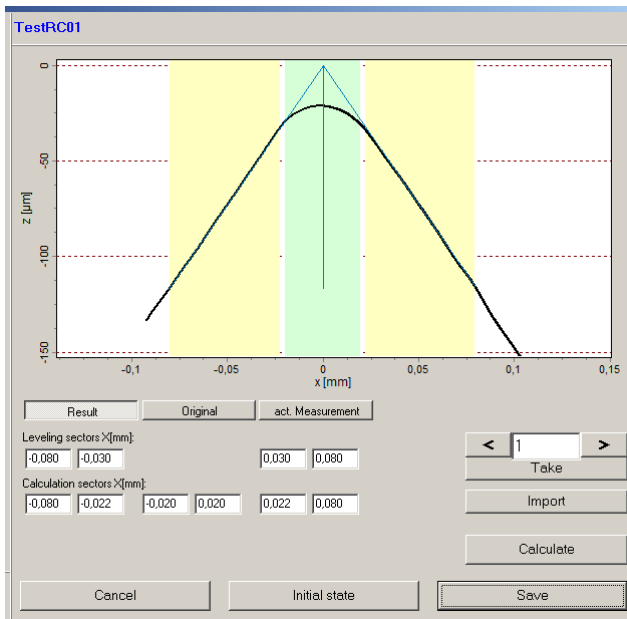 TestRC01
0
-50
-100
-150
z [µm]
-0,1 -0,05 0 0,05 0,1 0,15
x [mm]
Result Original act. Measurement
Leveling sectors X[mm]:
-0,080 -0,030 0,030 0,080
< 1 >
Take
Calculation sectors X[mm]:
-0,080 -0,022 -0,020 0,020 0,022 0,080
Import
Calculate
Cancel Initial state Save